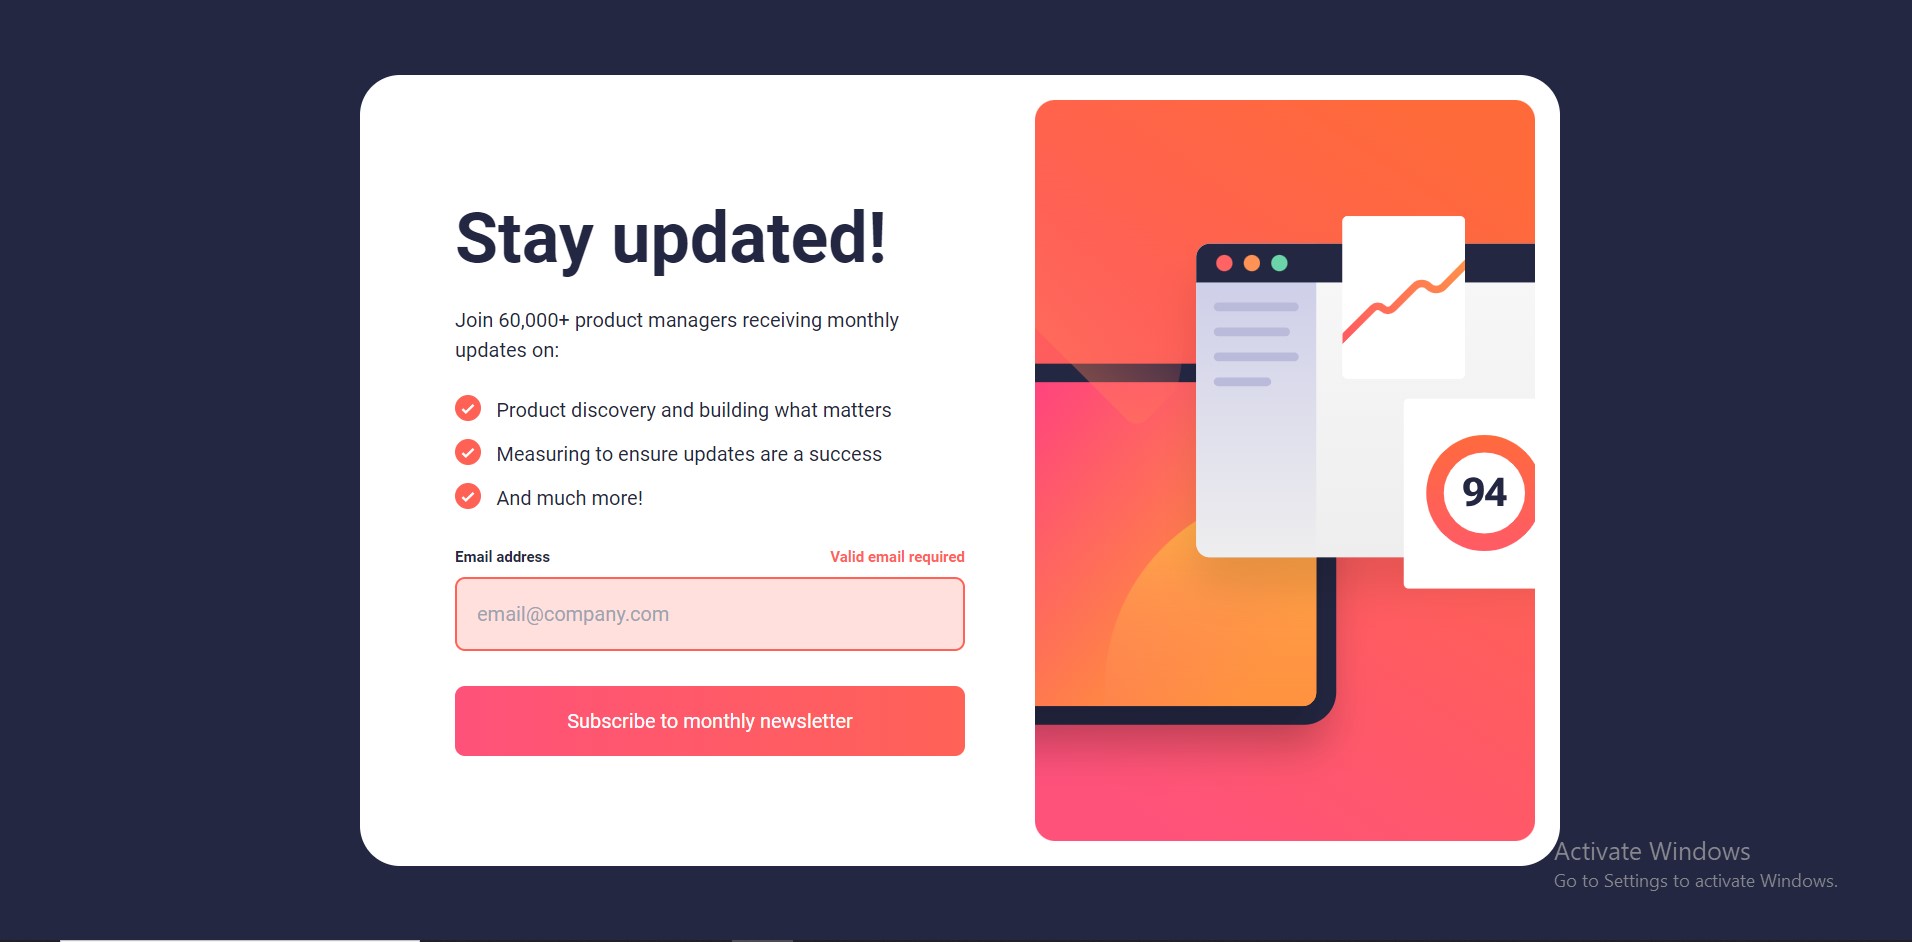 Stay updated!
Join 60,000+ product managers receiving monthly
updates on:
Product discovery and building what matters
Measuring to ensure updates are a success
And much more!
Email address
Valid email required
email@company.com
Subscribe to monthly newsletter
94
Activate Windows
Go to Settings to activate Windows.